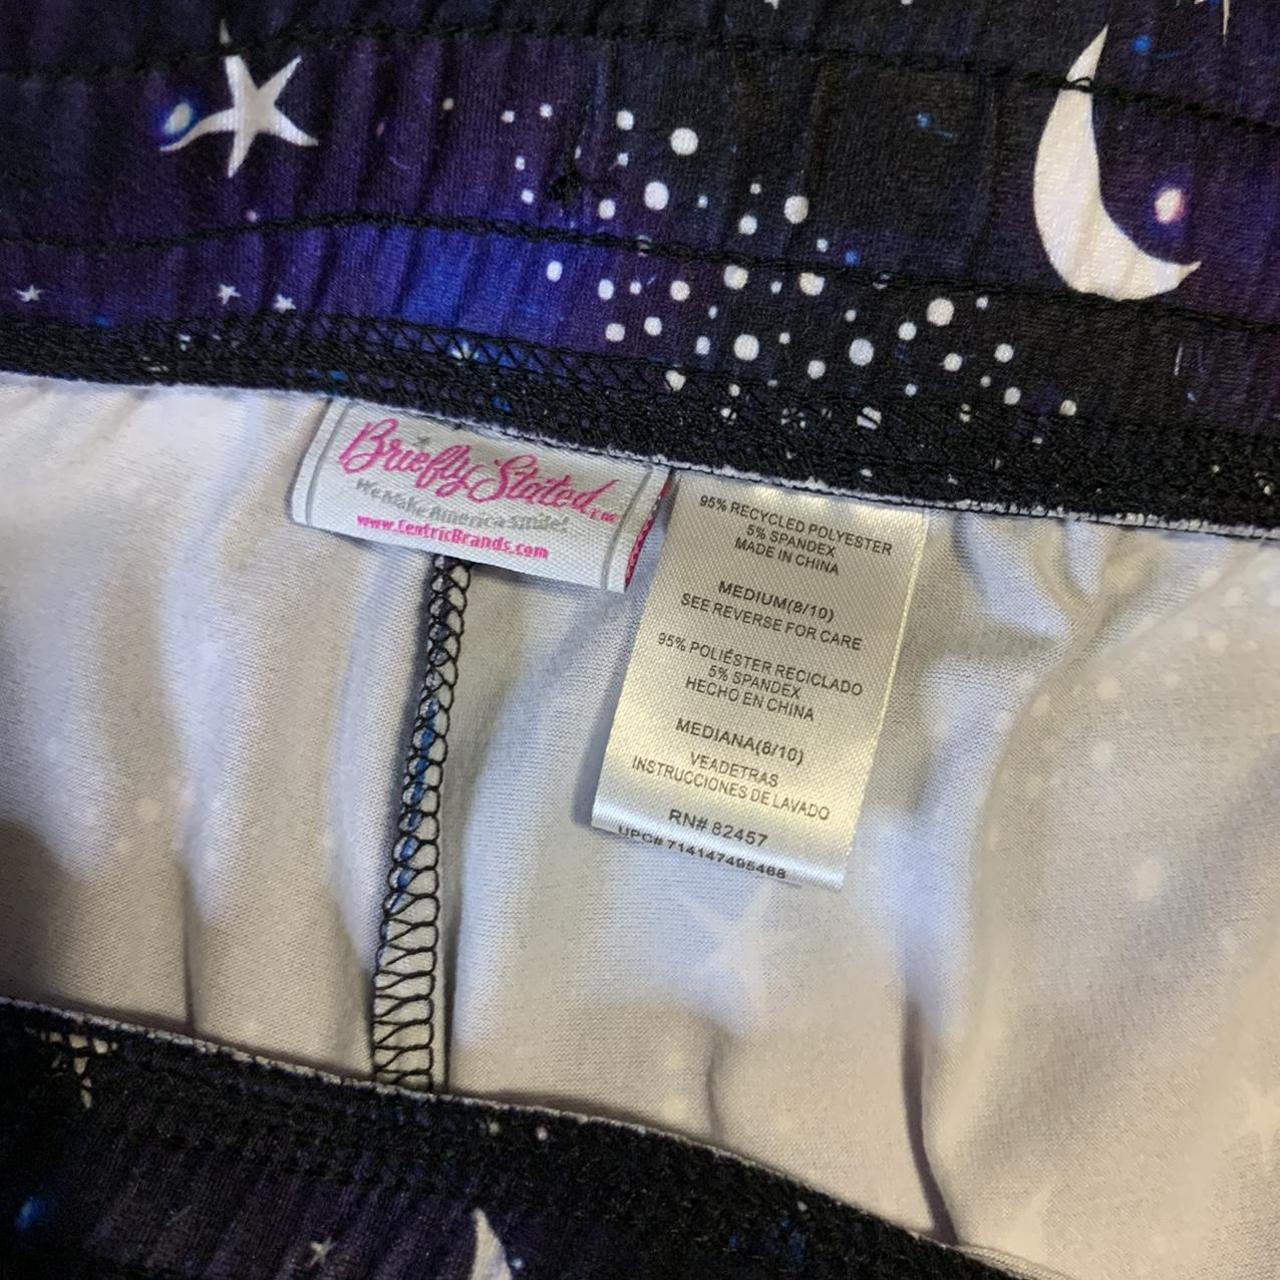 Briefly Stated
We Make America Smile!
www.CentricBrands.com
95% RECYCLED POLYESTER
5% SPANDEX
MADE IN CHINA
MEDIUM(8/10)
SEE REVERSE FOR CARE
95% POLIÉSTER RECICLADO
5% SPANDEX
HECHO EN CHINA
MEDIANA(8/10)
VEADETRAS
INSTRUCCIONES DE LAVADO
RN# 82457
UPC# 714147495468